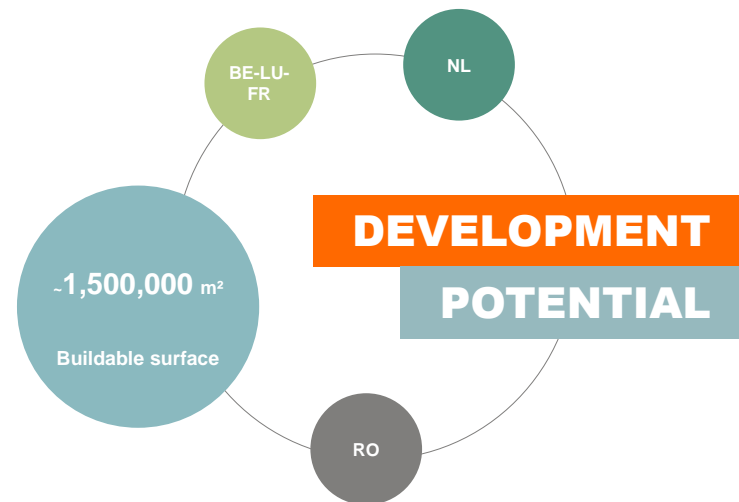 BE-LU-
FR
NL
DEVELOPMENT
POTENTIAL
~1,500,000 m²
Buildable surface
RO